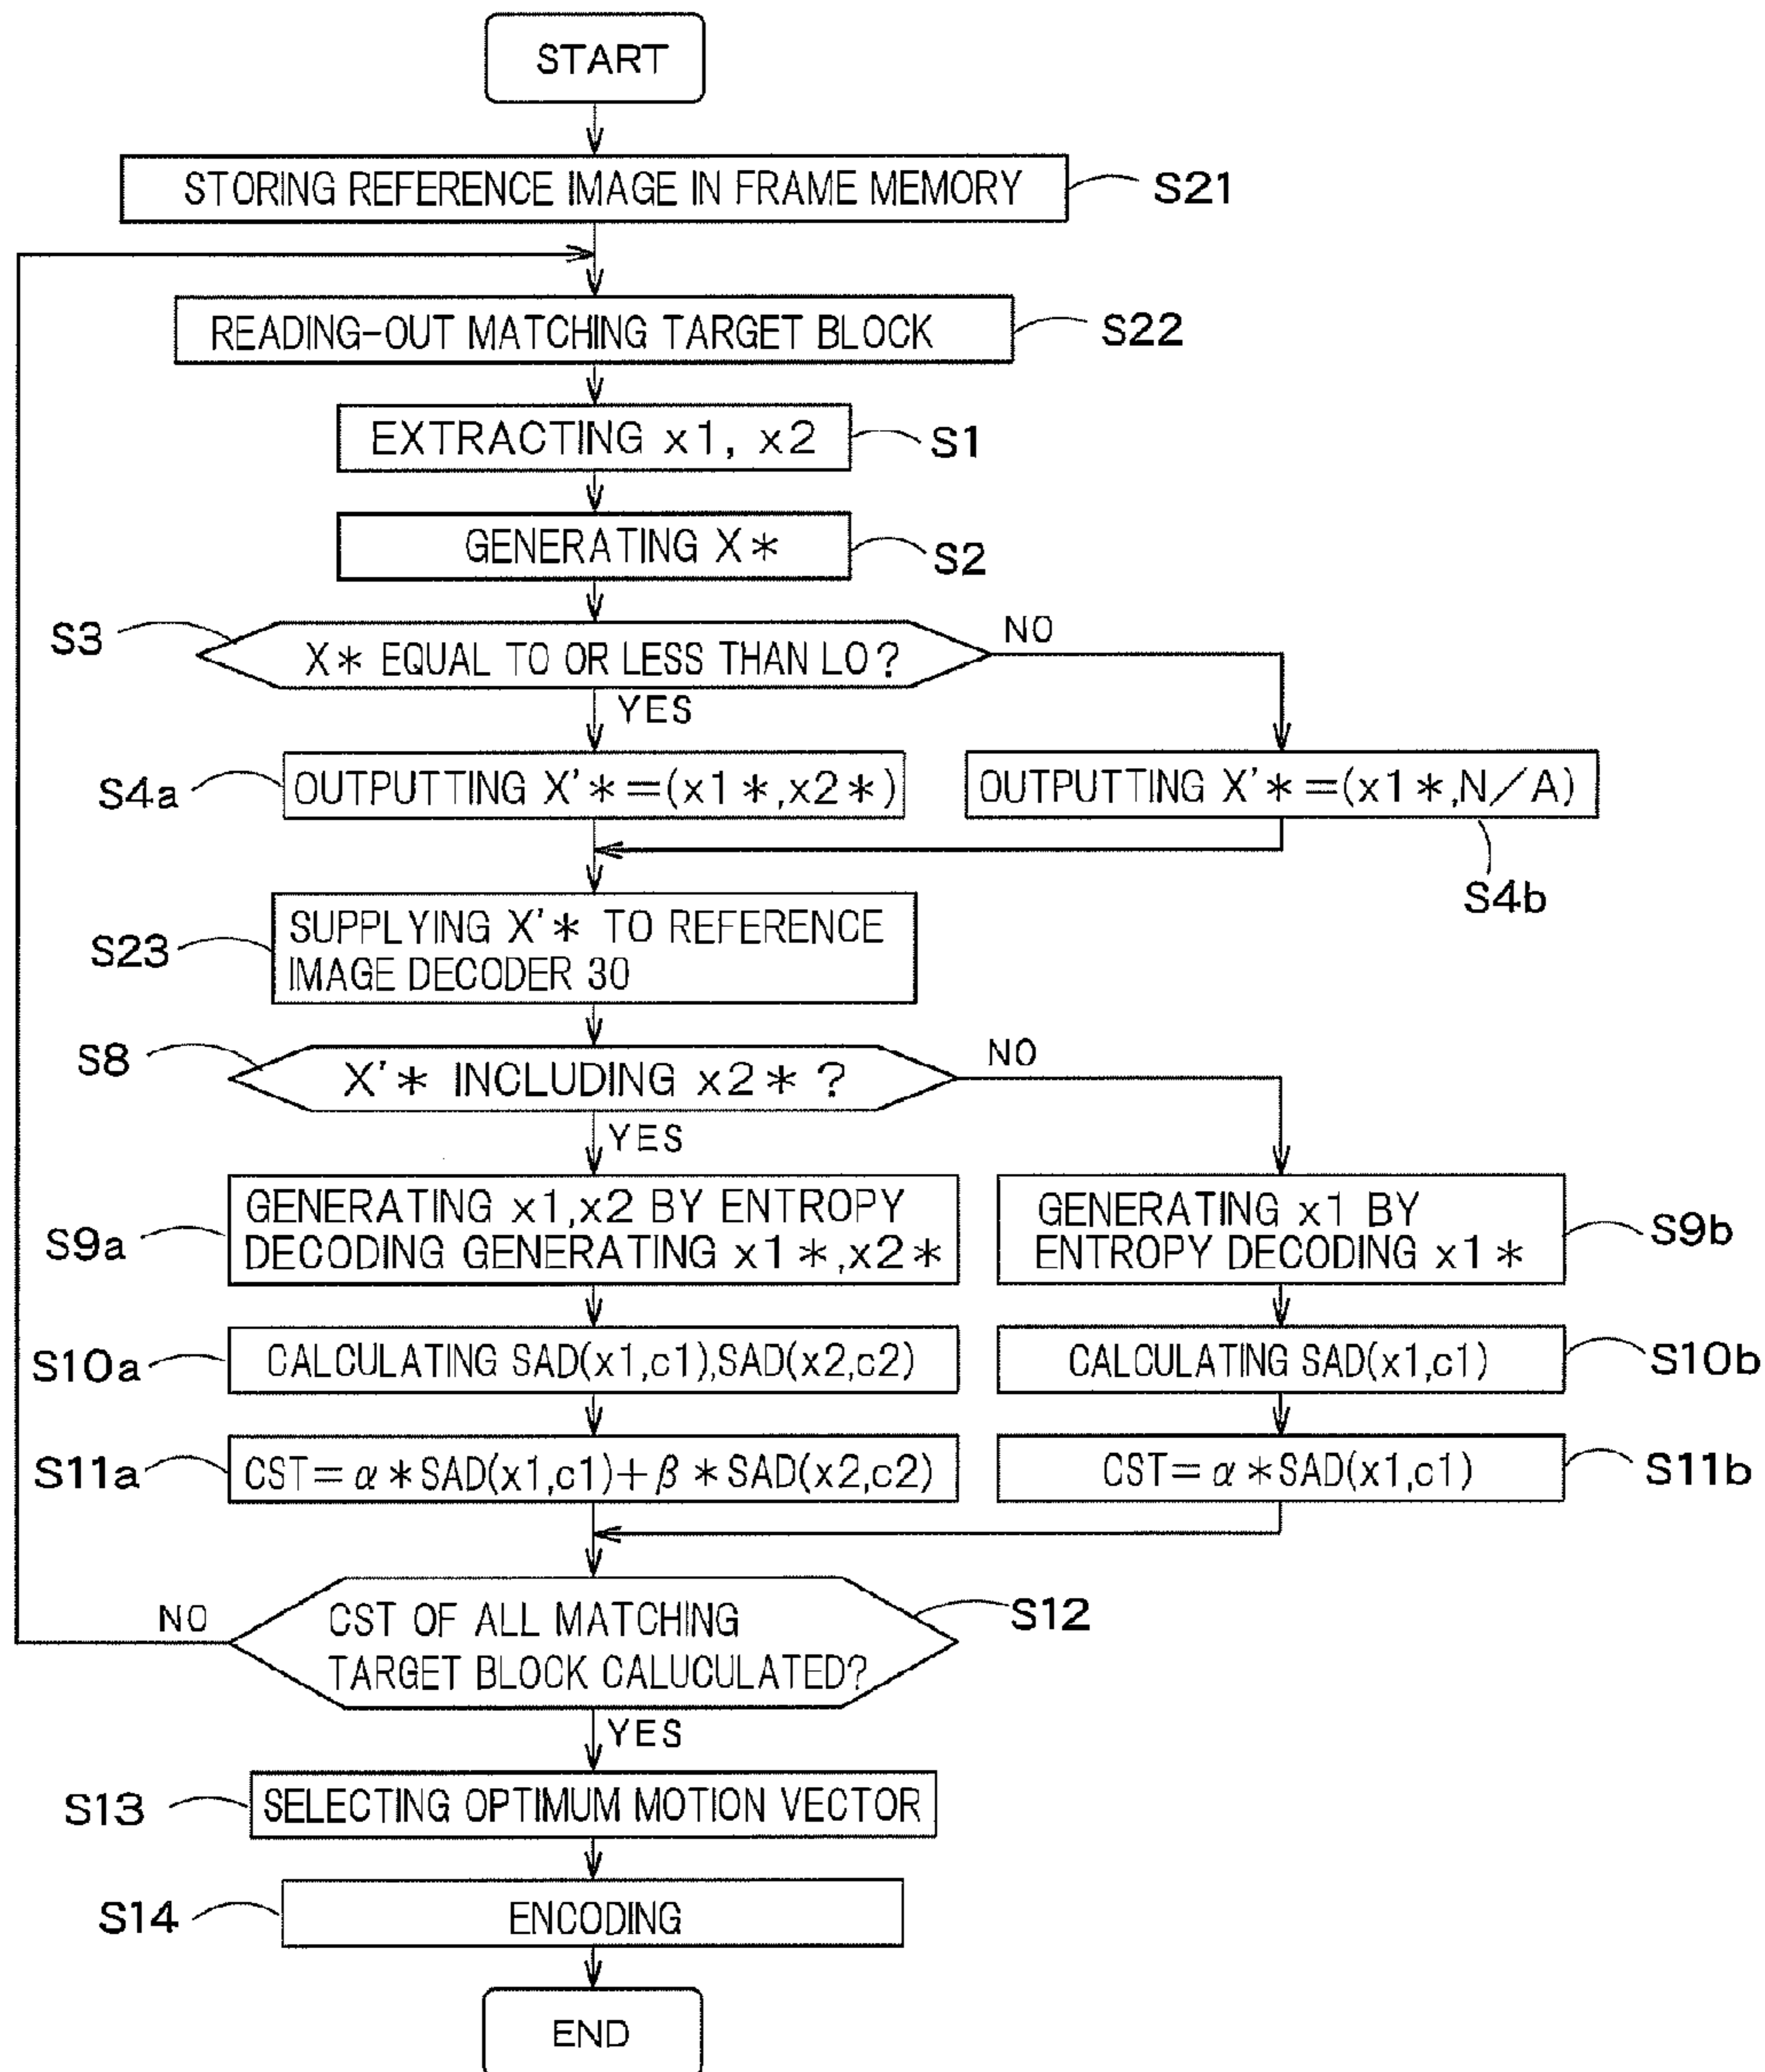 START
STORING REFERENCE IMAGE IN FRAME MEMORY
S21
READING-OUT MATCHING TARGET BLOCK
S22
EXTRACTING x1, x2
S1
GENERATING X*
S2
S3
X* EQUAL TO OR LESS THAN L0?
NO
YES
S4a
OUTPUTTING X'*=(x1*,x2*)
OUTPUTTING X'*=(x1*,N/A)
S4b
S23
SUPPLYING X'* TO REFERENCE
IMAGE DECODER 30
S8
X'* INCLUDING x2*?
NO
YES
S9a
GENERATING x1,x2 BY ENTROPY
DECODING GENERATING x1*,x2*
GENERATING x1 BY
ENTROPY DECODING x1*
S9b
S10a
CALCULATING SAD(x1,c1),SAD(x2,c2)
CALCULATING SAD(x1,c1)
S10b
S11a
CST=α*SAD(x1,c1)+β*SAD(x2,c2)
CST=α*SAD(x1,c1)
S11b
NO
CST OF ALL MATCHING
TARGET BLOCK CALUCULATED?
S12
YES
S13
SELECTING OPTIMUM MOTION VECTOR
S14
ENCODING
END